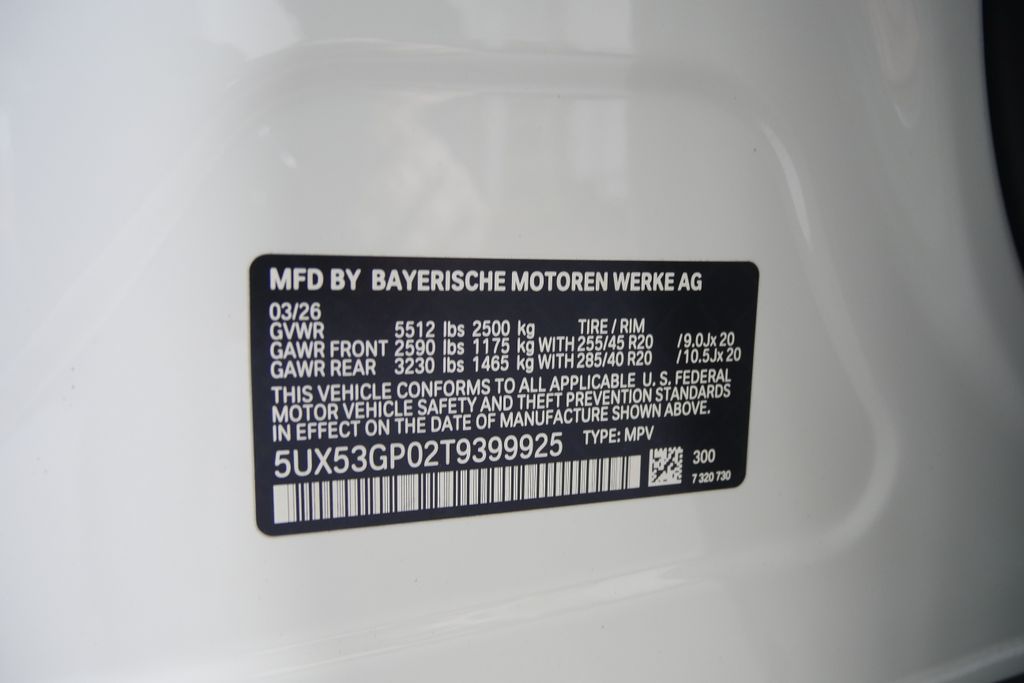 MFD BY BAYERISCHE MOTOREN WERKE AG
03/26
GVWR 5512 lbs 2500 kg TIRE / RIM
GAWR FRONT 2590 lbs 1175 kg WITH 255/45 R20 /9.0Jx 20
GAWR REAR 3230 lbs 1465 kg WITH 285/40 R20 /10.5Jx 20
THIS VEHICLE CONFORMS TO ALL APPLICABLE U. S. FEDERAL
MOTOR VEHICLE SAFETY AND THEFT PREVENTION STANDARDS
IN EFFECT ON THE DATE OF MANUFACTURE SHOWN ABOVE.
5UX53GP02T9399925 TYPE: MPV
300
7 320 730